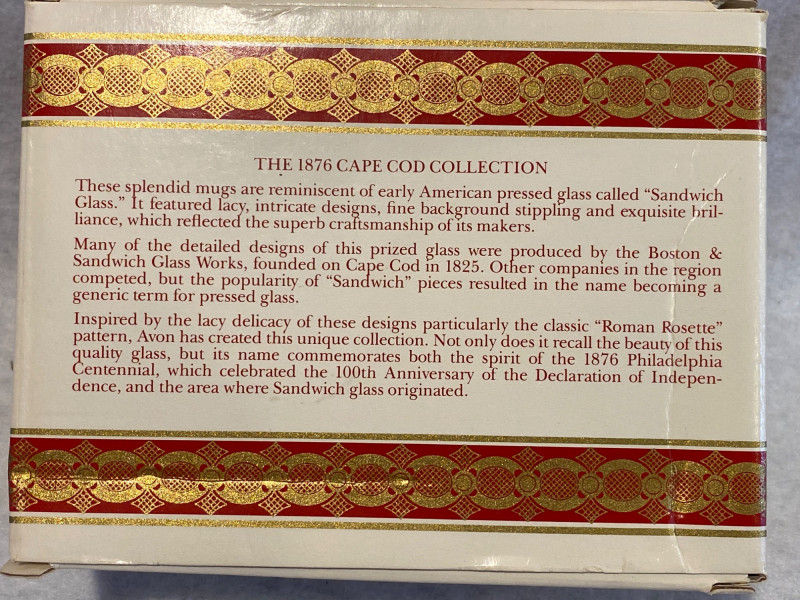 THE 1876 CAPE COD COLLECTION
These splendid mugs are reminiscent of early American pressed glass called “Sandwich
Glass.” It featured lacy, intricate designs, fine background stippling and exquisite bril-
liance, which reflected the superb craftsmanship of its makers.
Many of the detailed designs of this prized glass were produced by the Boston &
Sandwich Glass Works, founded on Cape Cod in 1825. Other companies in the region
competed, but the popularity of “Sandwich” pieces resulted in the name becoming a
generic term for pressed glass.
Inspired by the lacy delicacy of these designs particularly the classic “Roman Rosette”
pattern, Avon has created this unique collection. Not only does it recall the beauty of this
quality glass, but its name commemorates both the spirit of the 1876 Philadelphia
Centennial, which celebrated the 100th Anniversary of the Declaration of Indepen-
dence, and the area where Sandwich glass originated.